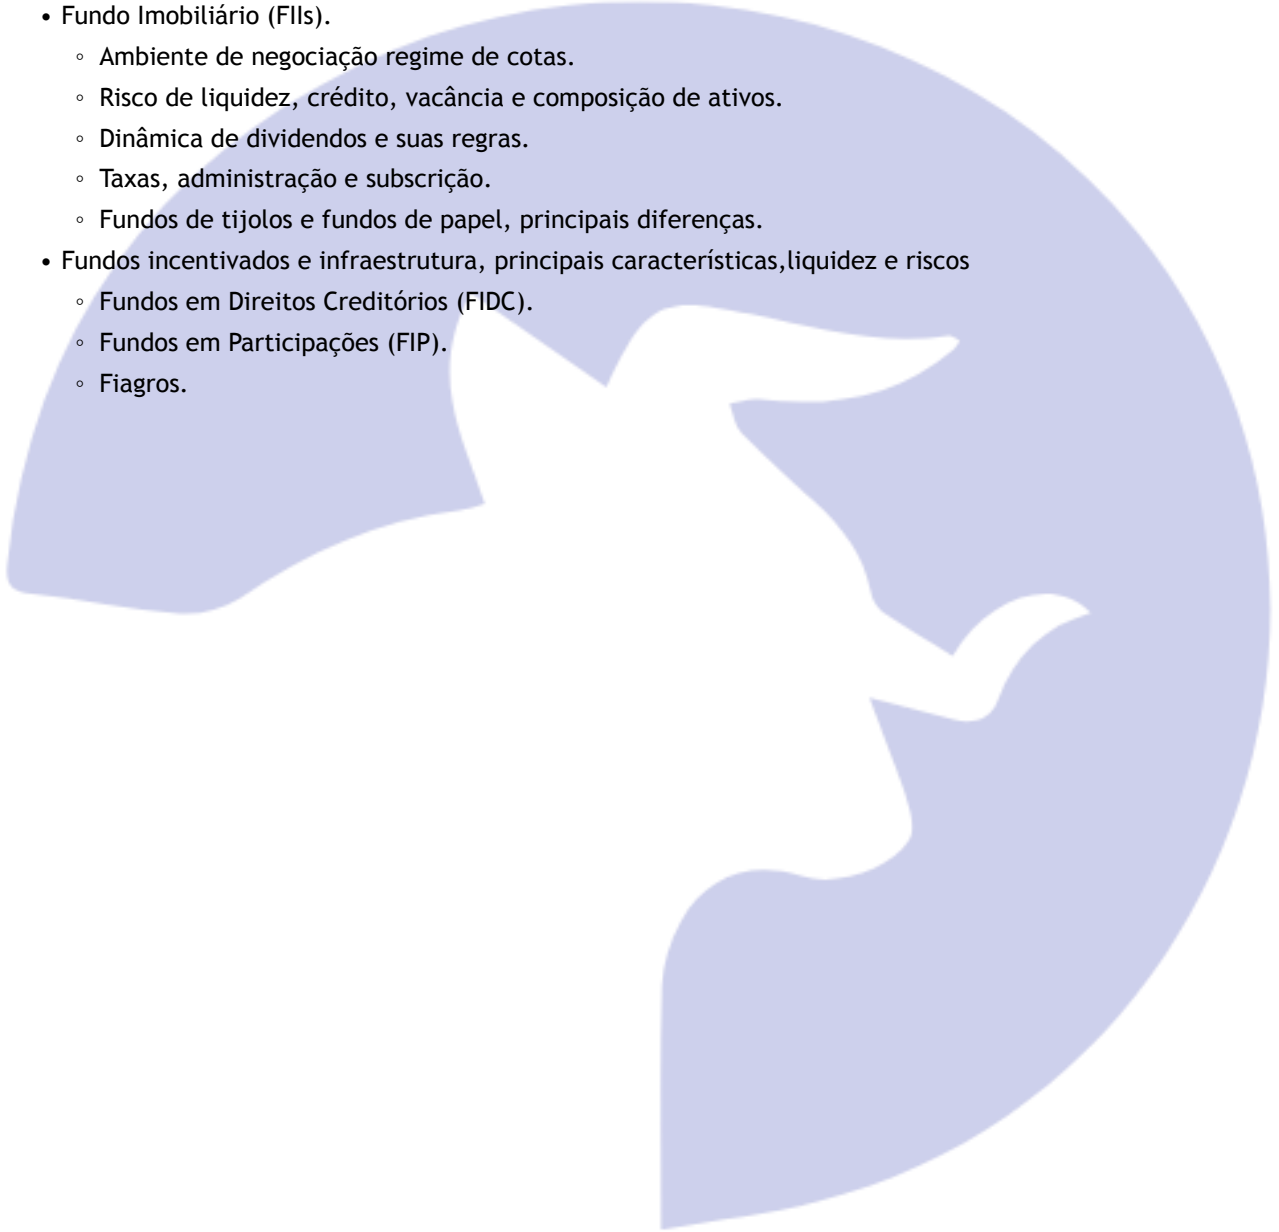 • Fundo Imobiliário (FIIs).
◦ Ambiente de negociação regime de cotas.
◦ Risco de liquidez, crédito, vacância e composição de ativos.
◦ Dinâmica de dividendos e suas regras.
◦ Taxas, administração e subscrição.
◦ Fundos de tijolos e fundos de papel, principais diferenças.
• Fundos incentivados e infraestrutura, principais características,liquidez e riscos
◦ Fundos em Direitos Creditórios (FIDC).
◦ Fundos em Participações (FIP).
◦ Fiagros.